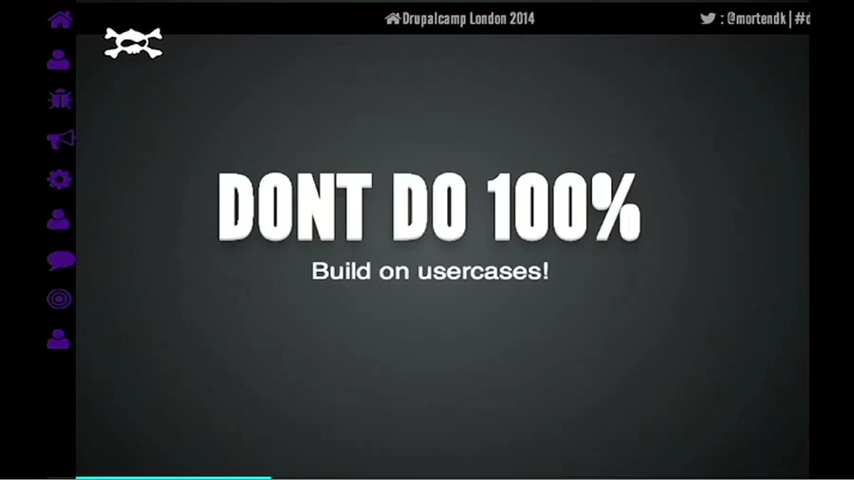 Drupalcamp London 2014
: @mortendk | #d
DONT DO 100%
Build on usercases!